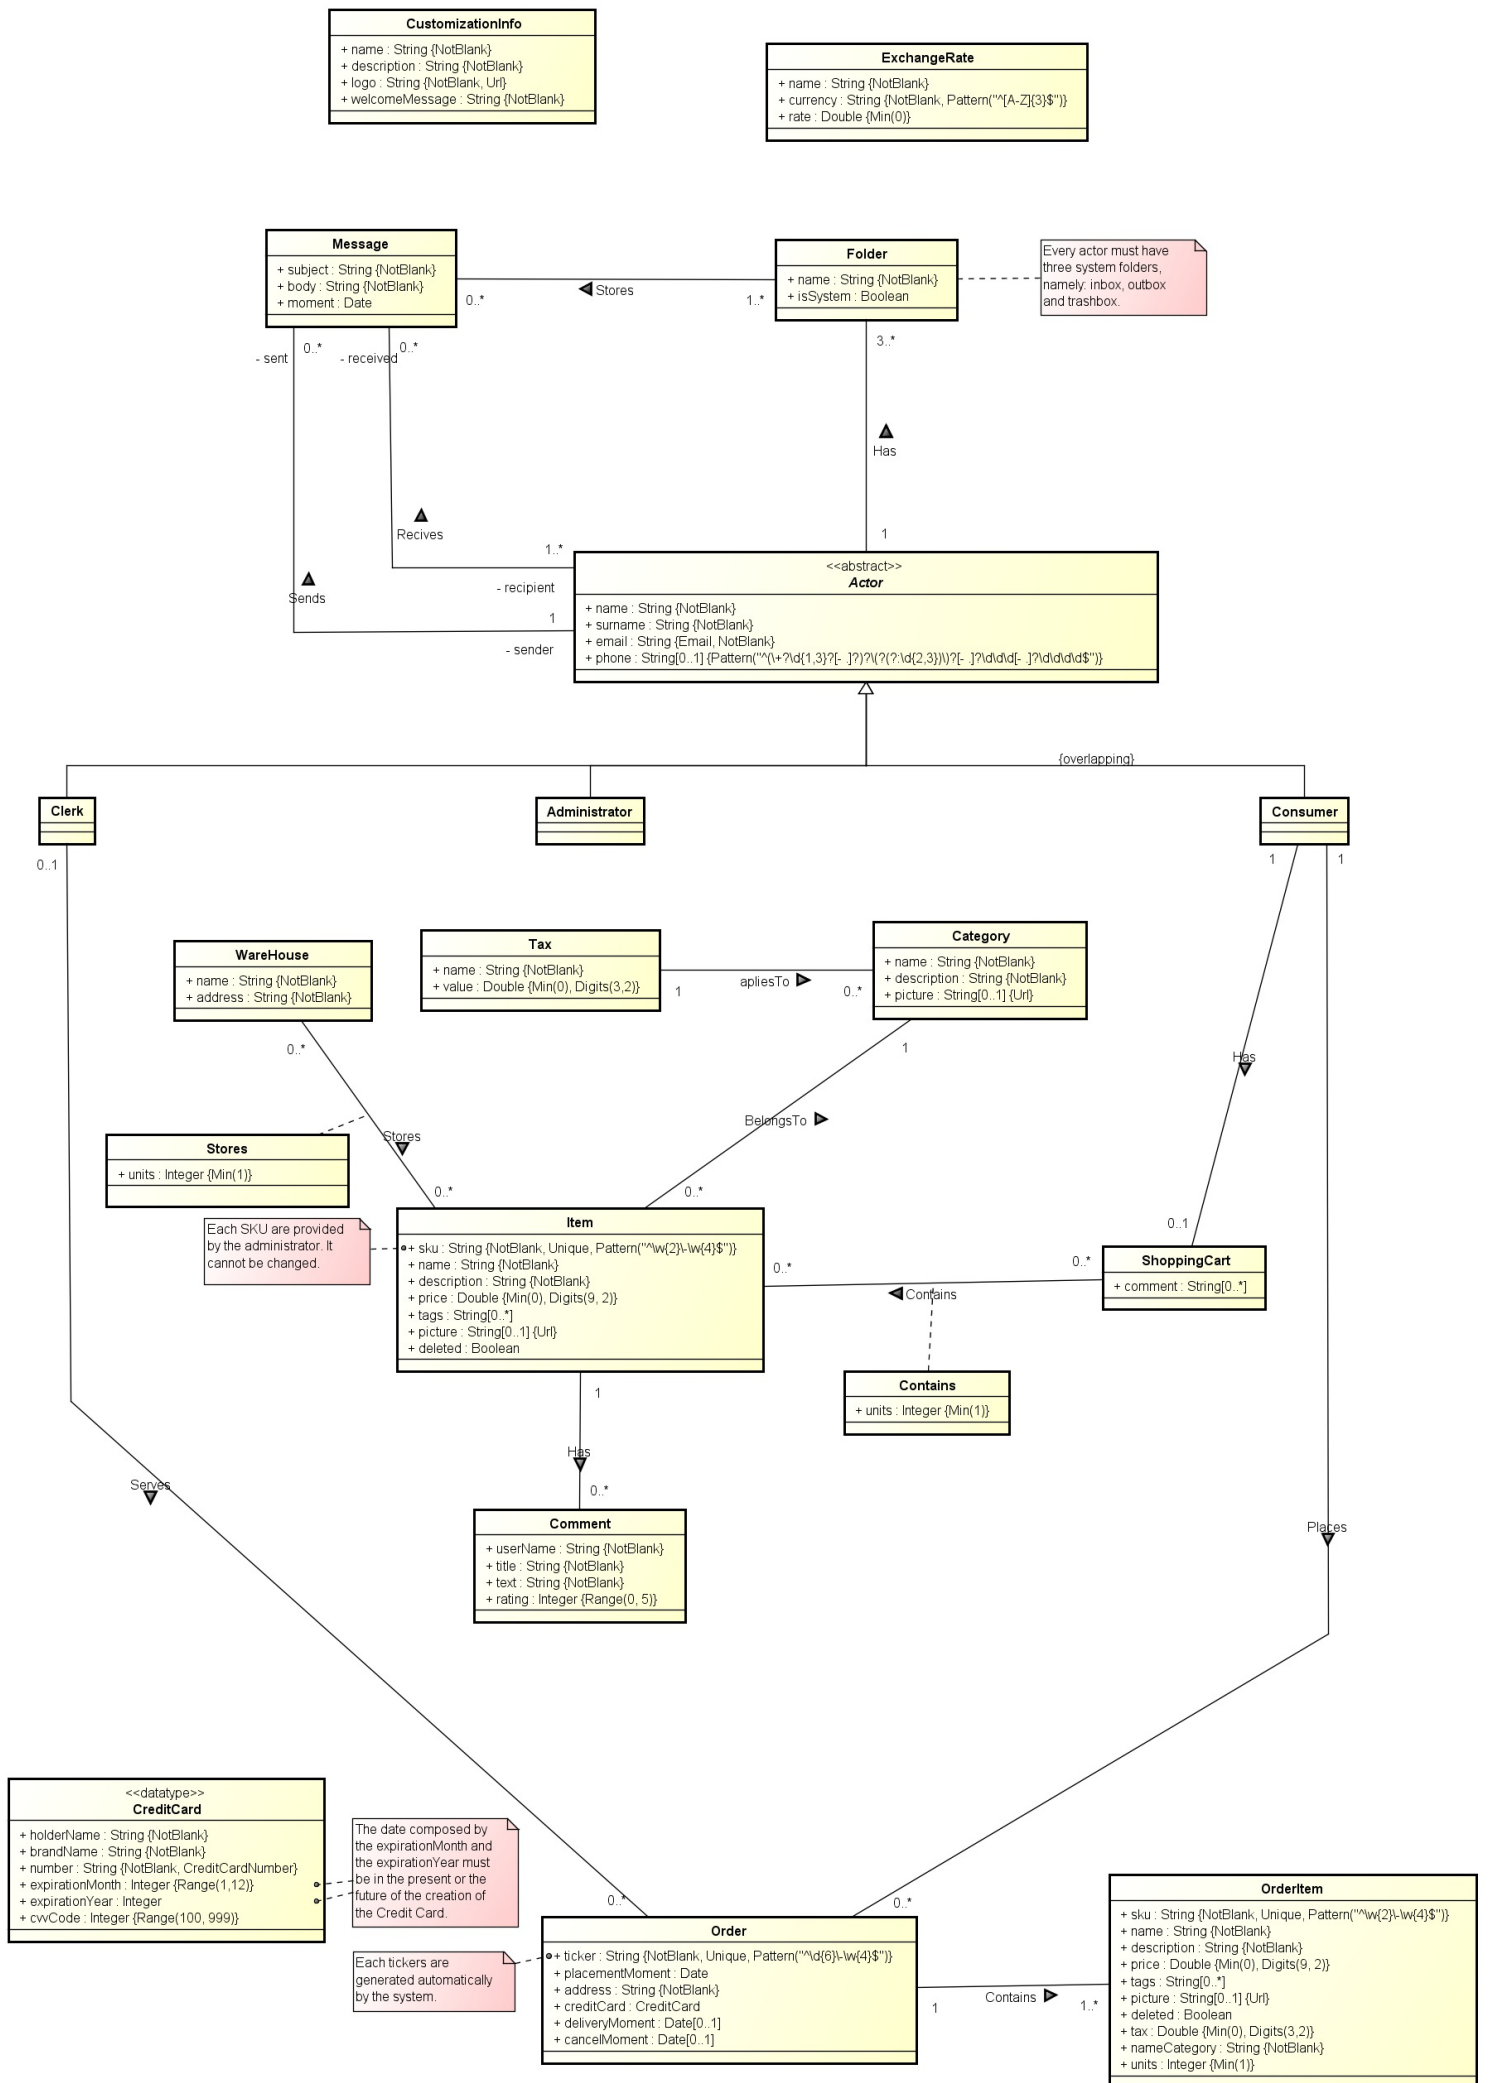 CustomizationInfo
+ name : String {NotBlank}
+ description : String {NotBlank}
+ logo : String {NotBlank, Url}
+ welcomeMessage : String {NotBlank}
ExchangeRate
+ name : String {NotBlank}
+ currency : String {NotBlank, Pattern("^[A-Z]{3}$")}
+ rate : Double {Min(0)}
Message
+ subject : String {NotBlank}
+ body : String {NotBlank}
+ moment : Date
Folder
+ name : String {NotBlank}
+ isSystem : Boolean
Every actor must have
three system folders,
namely: inbox, outbox
and trashbox.
0..*
Stores
1..*
- sent
0..*
- received
0..*
3..*
Has
1
Recives
Sends
1..*
- recipient
1
- sender
<<abstract>>
Actor
+ name : String {NotBlank}
+ surname : String {NotBlank}
+ email : String {Email, NotBlank}
+ phone : String[0..1] {Pattern("^(\+?\d{1,3}?[- .]?)?\(?(?:\d{2,3})\)?[- .]?\d\d\d[- .]?\d\d\d\d$")}
{overlapping}
Clerk
Administrator
Consumer
0..1
1
1
WareHouse
+ name : String {NotBlank}
+ address : String {NotBlank}
Tax
+ name : String {NotBlank}
+ value : Double {Min(0), Digits(3,2)}
1
apliesTo
0..*
Category
+ name : String {NotBlank}
+ description : String {NotBlank}
+ picture : String[0..1] {Url}
0..*
1
Has
BelongsTo
Stores
Stores
+ units : Integer {Min(1)}
0..*
0..*
0..1
Each SKU are provided
by the administrator. It
cannot be changed.
Item
+ sku : String {NotBlank, Unique, Pattern("^\w{2}\-\w{4}$")}
+ name : String {NotBlank}
+ description : String {NotBlank}
+ price : Double {Min(0), Digits(9, 2)}
+ tags : String[0..*]
+ picture : String[0..1] {Url}
+ deleted : Boolean
0..*
Contains
0..*
ShoppingCart
+ comment : String[0..*]
Contains
+ units : Integer {Min(1)}
1
Has
0..*
Serves
Comment
+ userName : String {NotBlank}
+ title : String {NotBlank}
+ text : String {NotBlank}
+ rating : Integer {Range(0, 5)}
Places
<<datatype>>
CreditCard
+ holderName : String {NotBlank}
+ brandName : String {NotBlank}
+ number : String {NotBlank, CreditCardNumber}
+ expirationMonth : Integer {Range(1,12)}
+ expirationYear : Integer
+ cvvCode : Integer {Range(100, 999)}
The date composed by
the expirationMonth and
the expirationYear must
be in the present or the
future of the creation of
the Credit Card.
Each tickers are
generated automatically
by the system.
0..*
0..*
Order
+ ticker : String {NotBlank, Unique, Pattern("^\d{6}\-\w{4}$")}
+ placementMoment : Date
+ address : String {NotBlank}
+ creditCard : CreditCard
+ deliveryMoment : Date[0..1]
+ cancelMoment : Date[0..1]
1
Contains
1..*
OrderItem
+ sku : String {NotBlank, Unique, Pattern("^\w{2}\-\w{4}$")}
+ name : String {NotBlank}
+ description : String {NotBlank}
+ price : Double {Min(0), Digits(9, 2)}
+ tags : String[0..*]
+ picture : String[0..1] {Url}
+ deleted : Boolean
+ tax : Double {Min(0), Digits(3,2)}
+ nameCategory : String {NotBlank}
+ units : Integer {Min(1)}